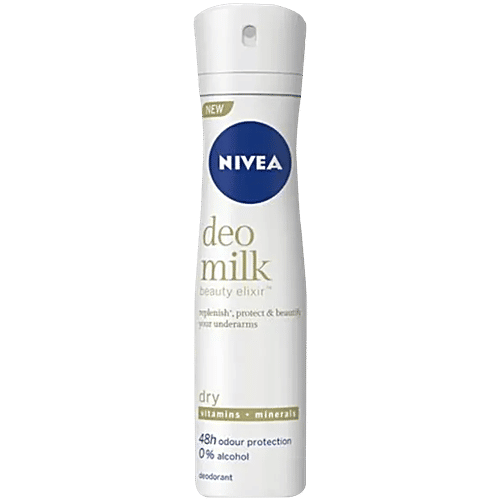 NEW
NIVEA
deo
milk
beauty elixir™
replenish*, protect & beautify
your underarms
dry
vitamins + minerals
48h odour protection
0% alcohol
deodorant